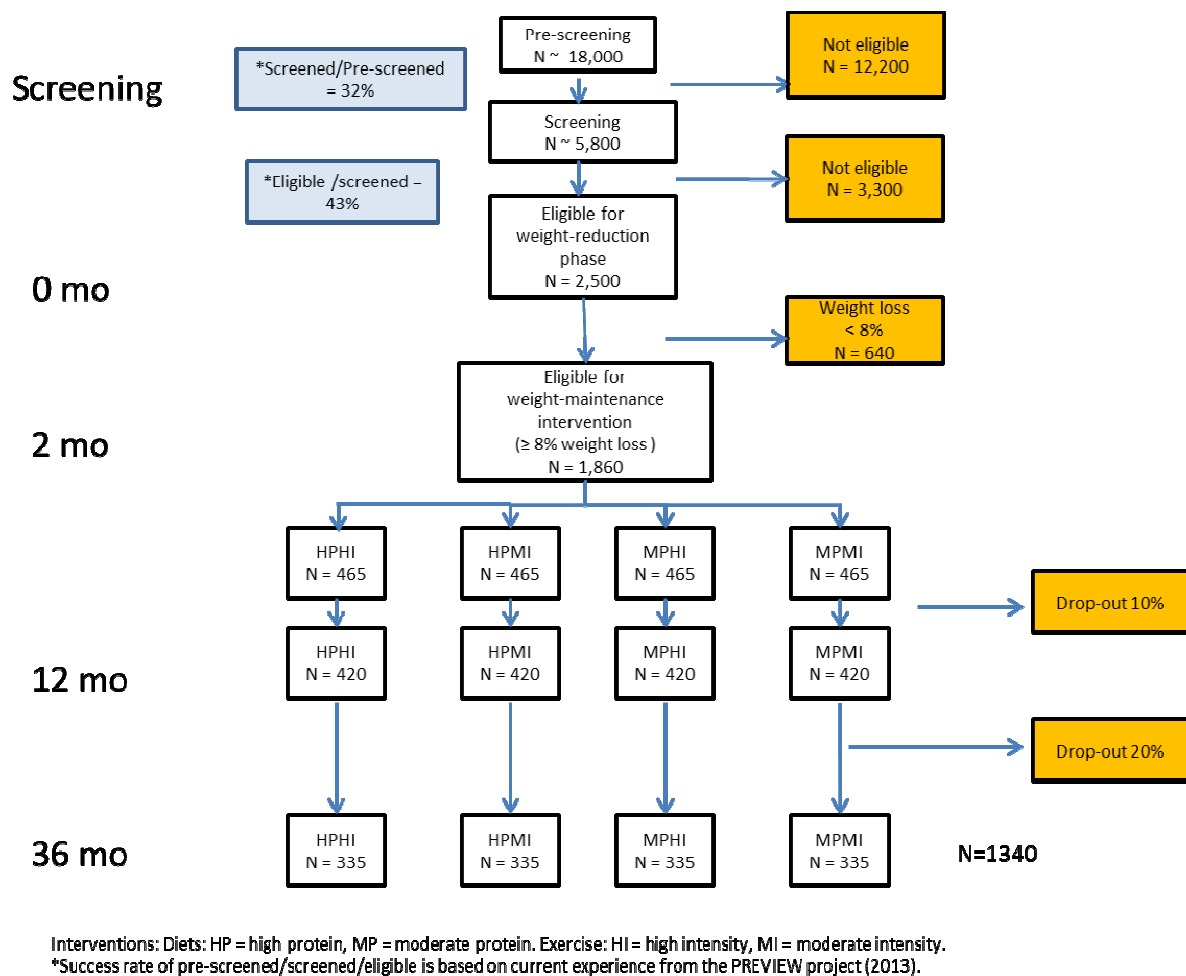 Pre-screening
N ~ 18,000
Not eligible
N = 12,200
*Screened/Pre-screened
= 32%
Screening
Screening
N ~ 5,800
Not eligible
N = 3,300
*Eligible /screened –
43%
Eligible for
weight-reduction
phase
N = 2,500
0 mo
Weight loss
< 8%
N = 640
Eligible for
weight-maintenance
intervention
(≥ 8% weight loss )
N = 1,860
2 mo
HPHI
N = 465
HPMI
N = 465
MPHI
N = 465
MPMI
N = 465
Drop-out 10%
12 mo
HPHI
N = 420
HPMI
N = 420
MPHI
N = 420
MPMI
N = 420
Drop-out 20%
36 mo
HPHI
N = 335
HPMI
N = 335
MPHI
N = 335
MPMI
N = 335
N=1340
Interventions: Diets: HP = high protein, MP = moderate protein. Exercise: HI = high intensity, MI = moderate intensity.
*Success rate of pre-screened/screened/eligible is based on current experience from the PREVIEW project (2013).